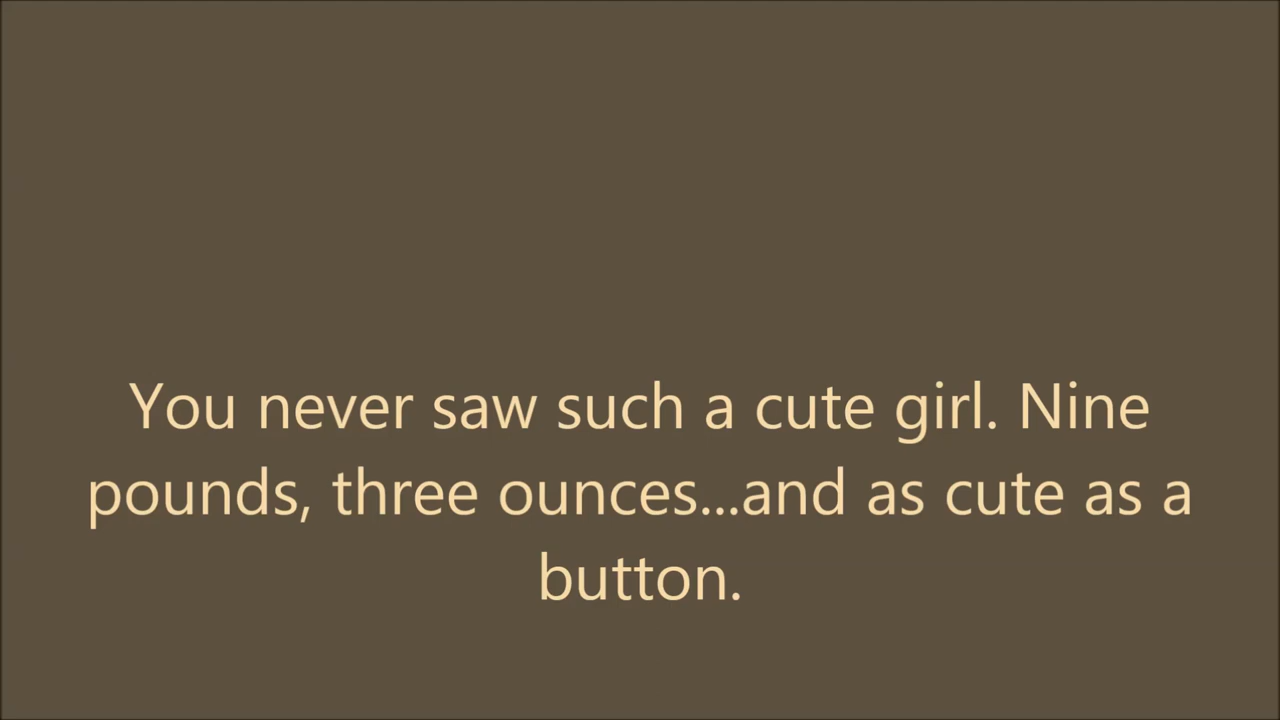 You never saw such a cute girl. Nine
pounds, three ounces...and as cute as a
button.